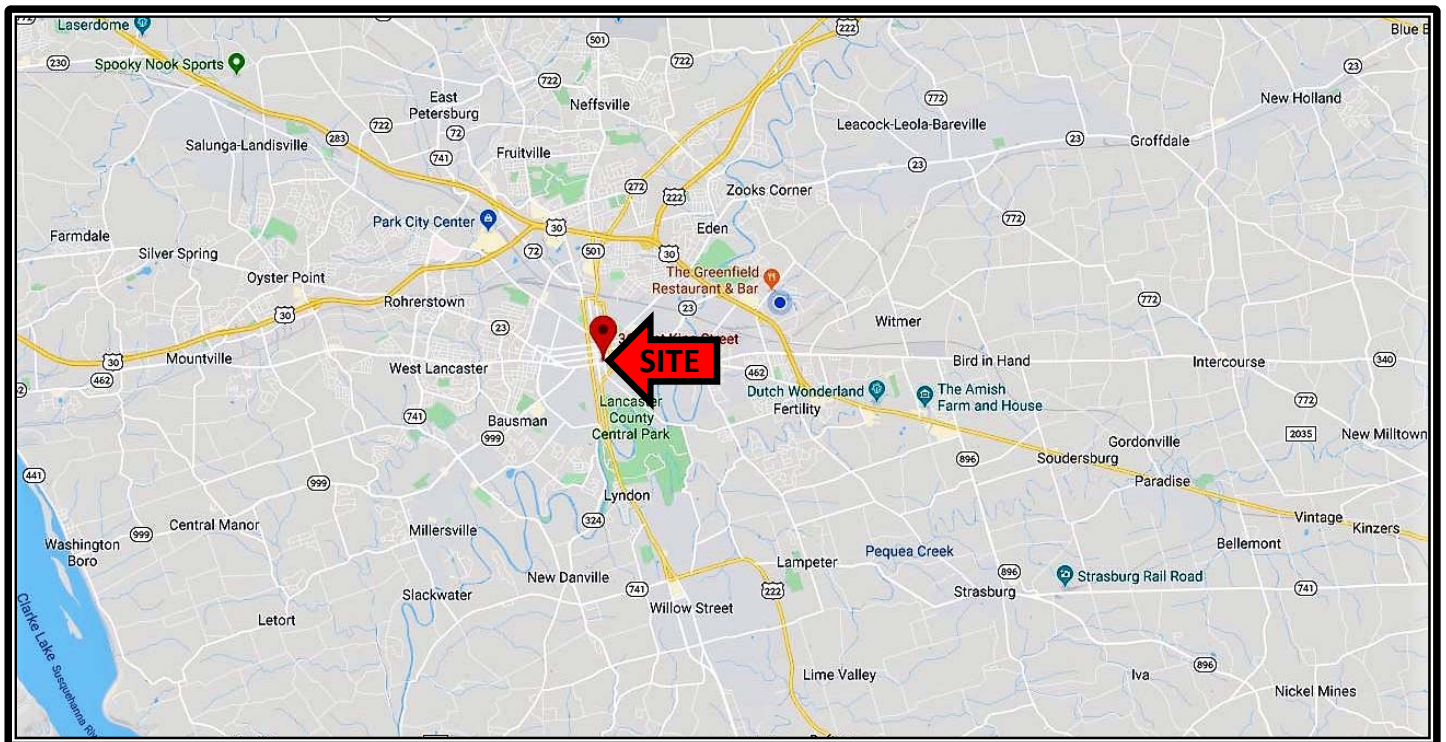 772
Laserdome
222
501
Blue
230
Spooky Nook Sports
722
722
23
East
Petersburg
Neffsville
772
New Holland
283
722
72
Leacock-Leola-Bareville
Salunga-Landisville
23
Groffdale
741
Fruitville
23
272
222
Zooks Corner
Park City Center
30
Eden
772
Farmdale
72
501
30
Silver Spring
Oyster Point
The Greenfield
Restaurant & Bar
Rohrerstown
772
30
23
23
Witmer
Street
SITE
Mountville
30
462
West Lancaster
462
Bird in Hand
Intercourse
340
Dutch Wonderland
The Amish
Farm and House
Fertility
Lancaster
County
Central Park
741
Bausman
999
772
Gordonville
2035
New Milltown
896
Soudersburg
441
999
Lyndon
Paradise
Central Manor
999
Millersville
324
Vintage
Kinzers
Washington
Boro
Bellemont
Pequea Creek
Lampeter
New Danville
741
222
896
Strasburg Rail Road
Strasburg
741
Slackwater
Willow Street
Letort
Clarke Lake
Susquehanna
Lime Valley
896
Iva
Nickel Mines